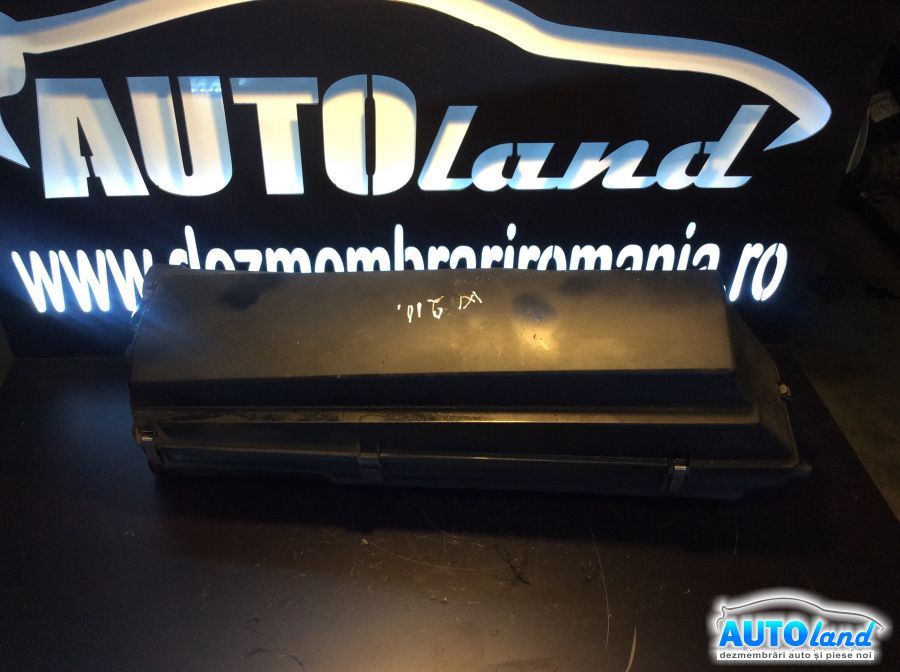 AUTOland
www.dezmembrariromania.ro
AUTOland
dezmembrări auto și piese noi